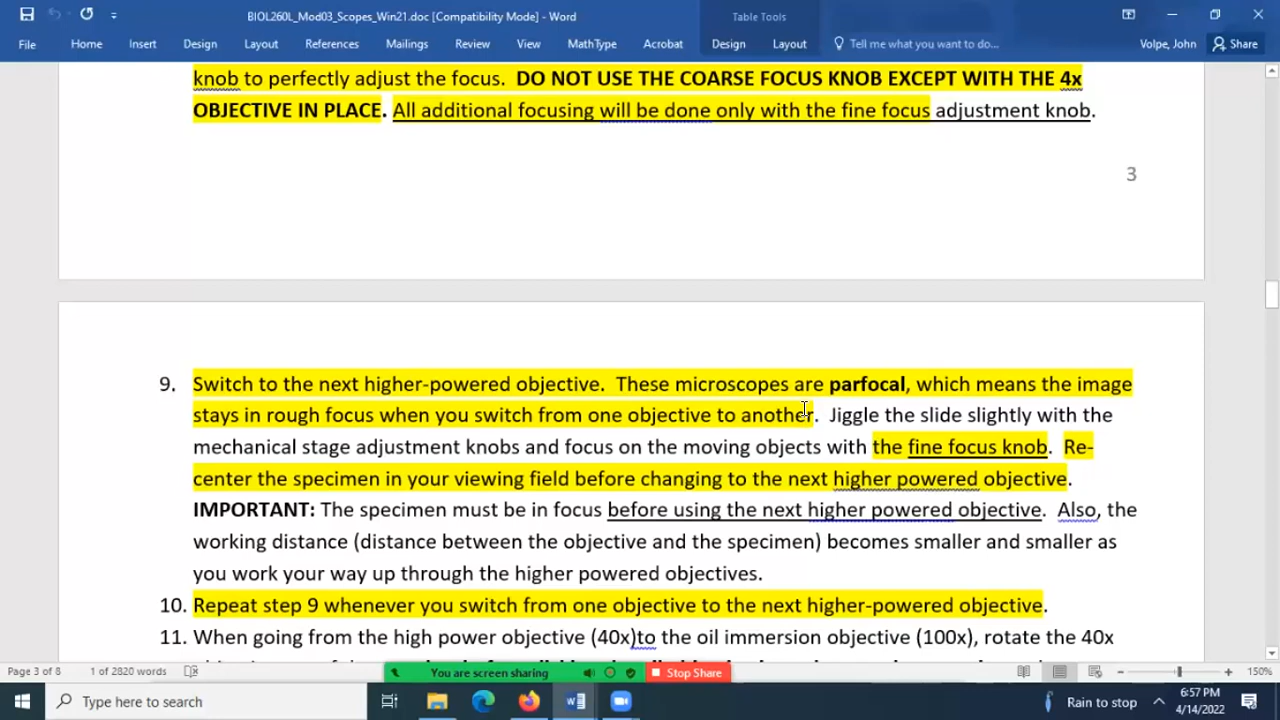 BIOL260L_Mod03_Scopes_Win21.doc [Compatibility Mode] - Word
Table Tools
File Home Insert Design Layout References Mailings Review View MathType Acrobat Design Layout Tell me what you want to do... Volpe, John Share
knob to perfectly adjust the focus. DO NOT USE THE COARSE FOCUS KNOB EXCEPT WITH THE 4x
OBJECTIVE IN PLACE. All additional focusing will be done only with the fine focus adjustment knob.
3
9. Switch to the next higher-powered objective. These microscopes are parfocal, which means the image
stays in rough focus when you switch from one objective to another. Jiggle the slide slightly with the
mechanical stage adjustment knobs and focus on the moving objects with the fine focus knob. Re-
center the specimen in your viewing field before changing to the next higher powered objective.
IMPORTANT: The specimen must be in focus before using the next higher powered objective. Also, the
working distance (distance between the objective and the specimen) becomes smaller and smaller as
you work your way up through the higher powered objectives.
10. Repeat step 9 whenever you switch from one objective to the next higher-powered objective.
11. When going from the high power objective (40x)to the oil immersion objective (100x), rotate the 40x
Page 3 of 8 1 of 2820 words You are screen sharing Stop Share 150%
Type here to search Rain to stop 6:57 PM
4/14/2022